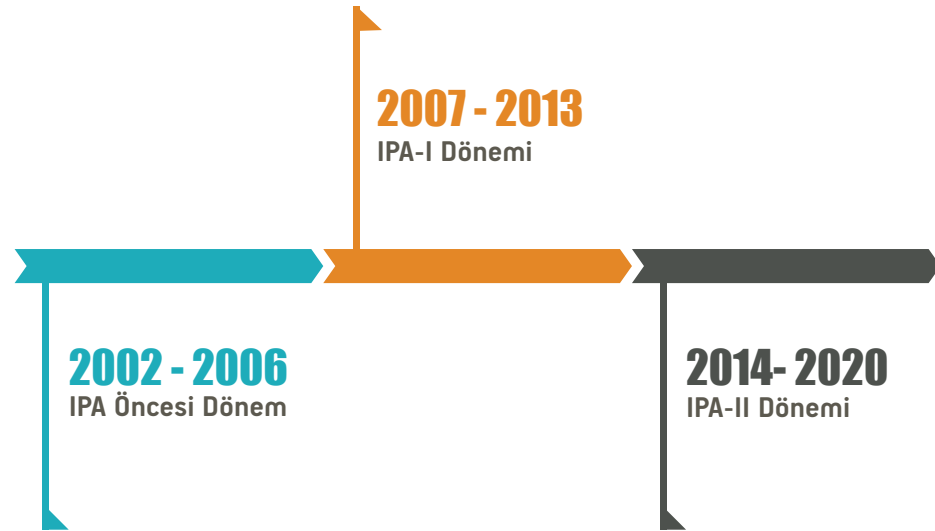 2002 - 2006
IPA Öncesi Dönem
2007 - 2013
IPA-I Dönemi
2014- 2020
IPA-II Dönemi